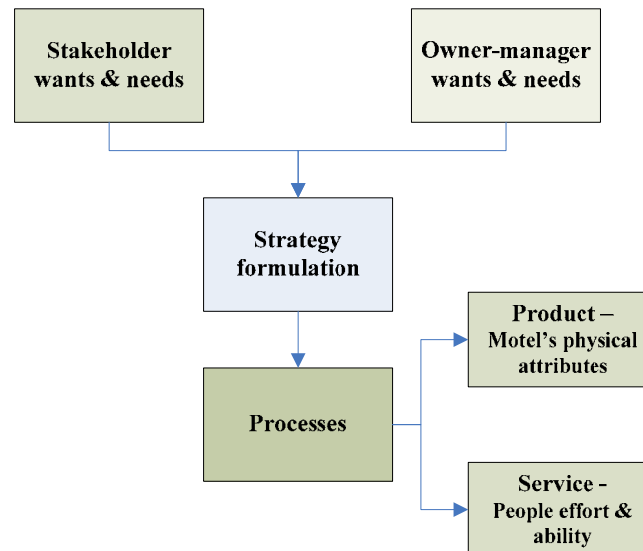 Stakeholder
wants & needs
Owner-manager
wants & needs
Strategy
formulation
Product –
Motel's physical
attributes
Processes
Service -
People effort &
ability